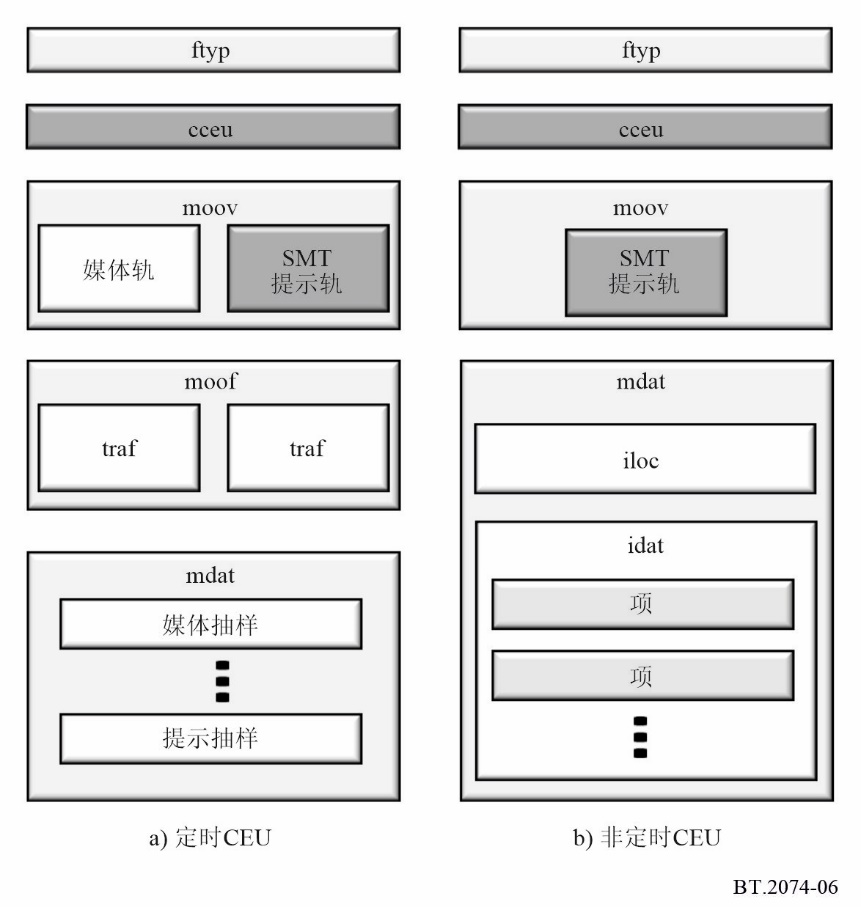 ftyp
cceu
moov
媒体轨
SMT
提示轨
moof
traf
traf
mdat
媒体抽样
提示抽样
a) 定时CEU
ftyp
cceu
moov
SMT
提示轨
mdat
iloc
idat
项
项
b) 非定时CEU
BT.2074-06